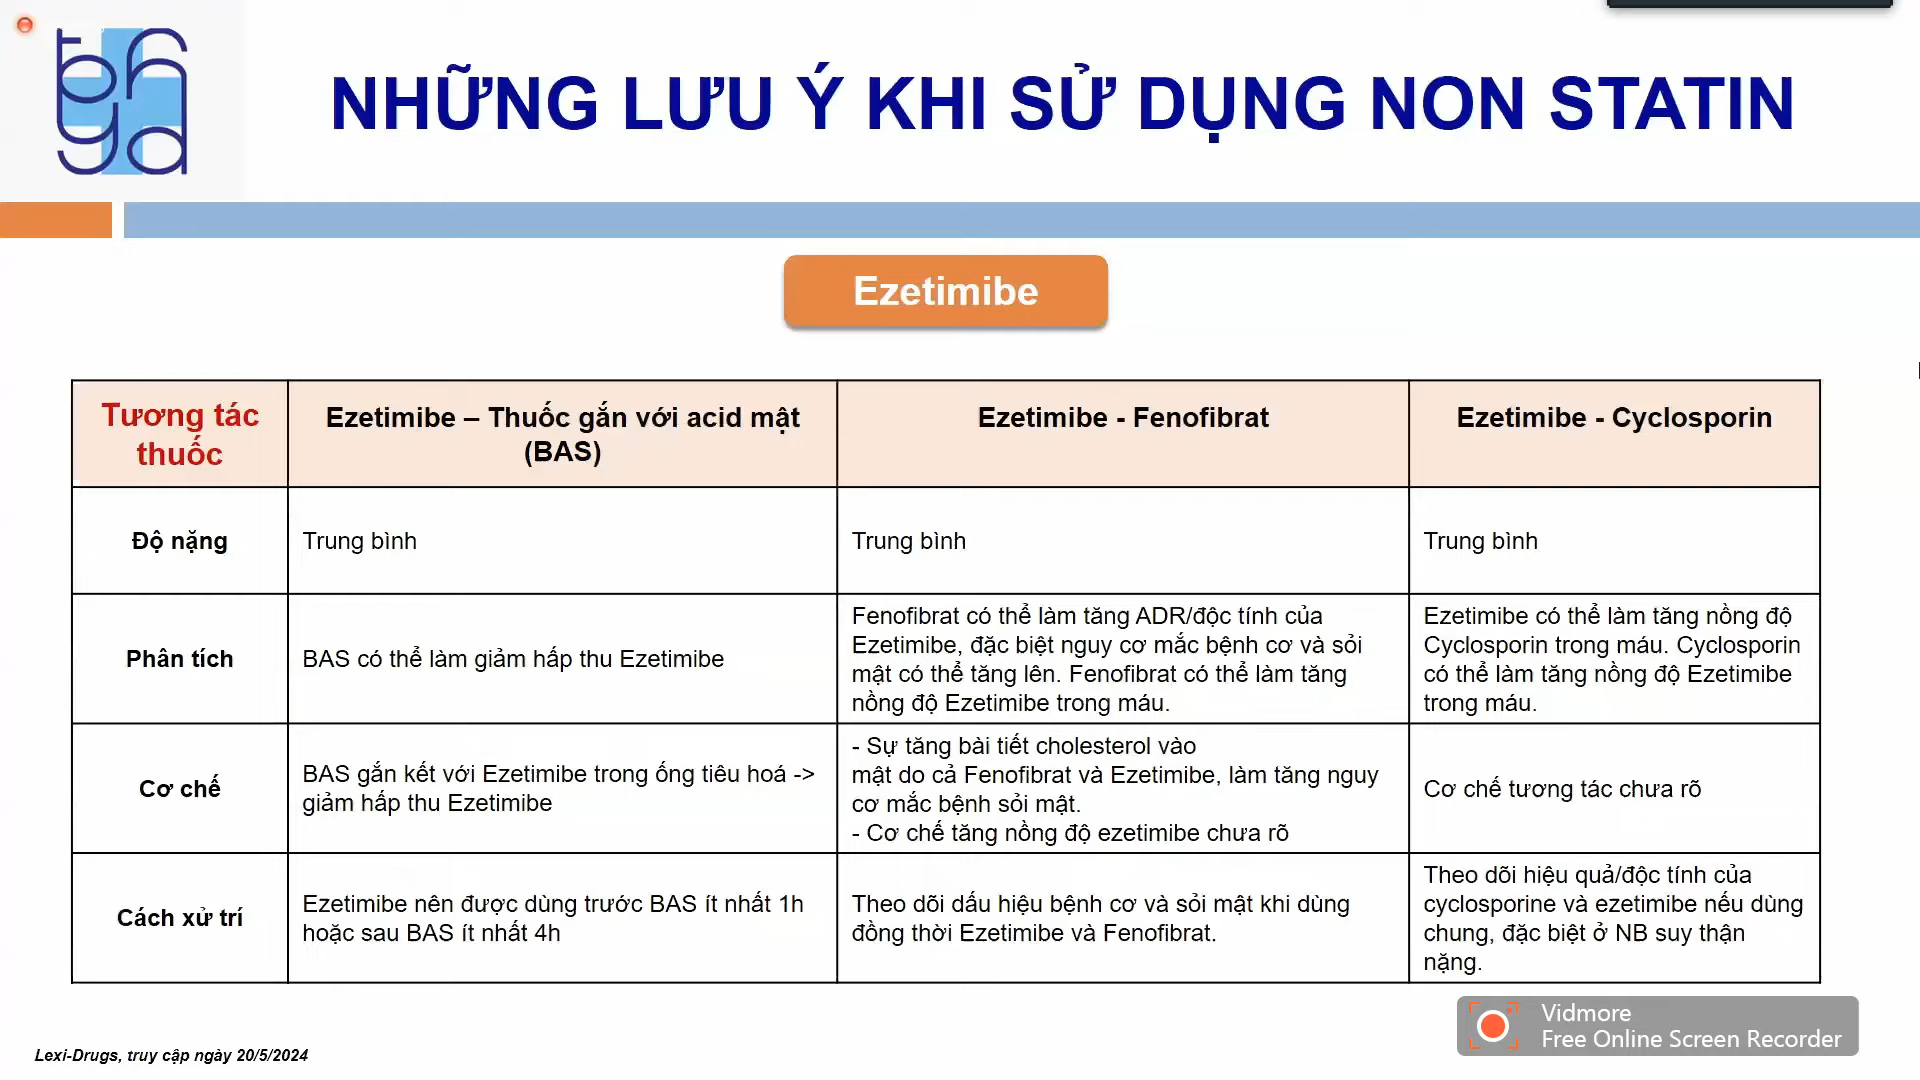 bh
yd
NHỮNG LƯU Ý KHI SỬ DỤNG NON STATIN
Ezetimibe
Tương tác
thuốc
Ezetimibe – Thuốc gắn với acid mật
(BAS)
Ezetimibe - Fenofibrat
Ezetimibe - Cyclosporin
Độ nặng
Trung bình
Trung bình
Trung bình
Phân tích
BAS có thể làm giảm hấp thu Ezetimibe
Fenofibrat có thể làm tăng ADR/độc tính của
Ezetimibe, đặc biệt nguy cơ mắc bệnh cơ và sỏi
mật có thể tăng lên. Fenofibrat có thể làm tăng
nồng độ Ezetimibe trong máu.
Ezetimibe có thể làm tăng nồng độ
Cyclosporin trong máu. Cyclosporin
có thể làm tăng nồng độ Ezetimibe
trong máu.
Cơ chế
BAS gắn kết với Ezetimibe trong ống tiêu hoá ->
giảm hấp thu Ezetimibe
- Sự tăng bài tiết cholesterol vào
mật do cả Fenofibrat và Ezetimibe, làm tăng nguy
cơ mắc bệnh sỏi mật.
- Cơ chế tăng nồng độ ezetimibe chưa rõ
Cơ chế tương tác chưa rõ
Cách xử trí
Ezetimibe nên được dùng trước BAS ít nhất 1h
hoặc sau BAS ít nhất 4h
Theo dõi dấu hiệu bệnh cơ và sỏi mật khi dùng
đồng thời Ezetimibe và Fenofibrat.
Theo dõi hiệu quả/độc tính của
cyclosporine và ezetimibe nếu dùng
chung, đặc biệt ở NB suy thận
nặng.
Vidmore
Free Online Screen Recorder
Lexi-Drugs, truy cập ngày 20/5/2024